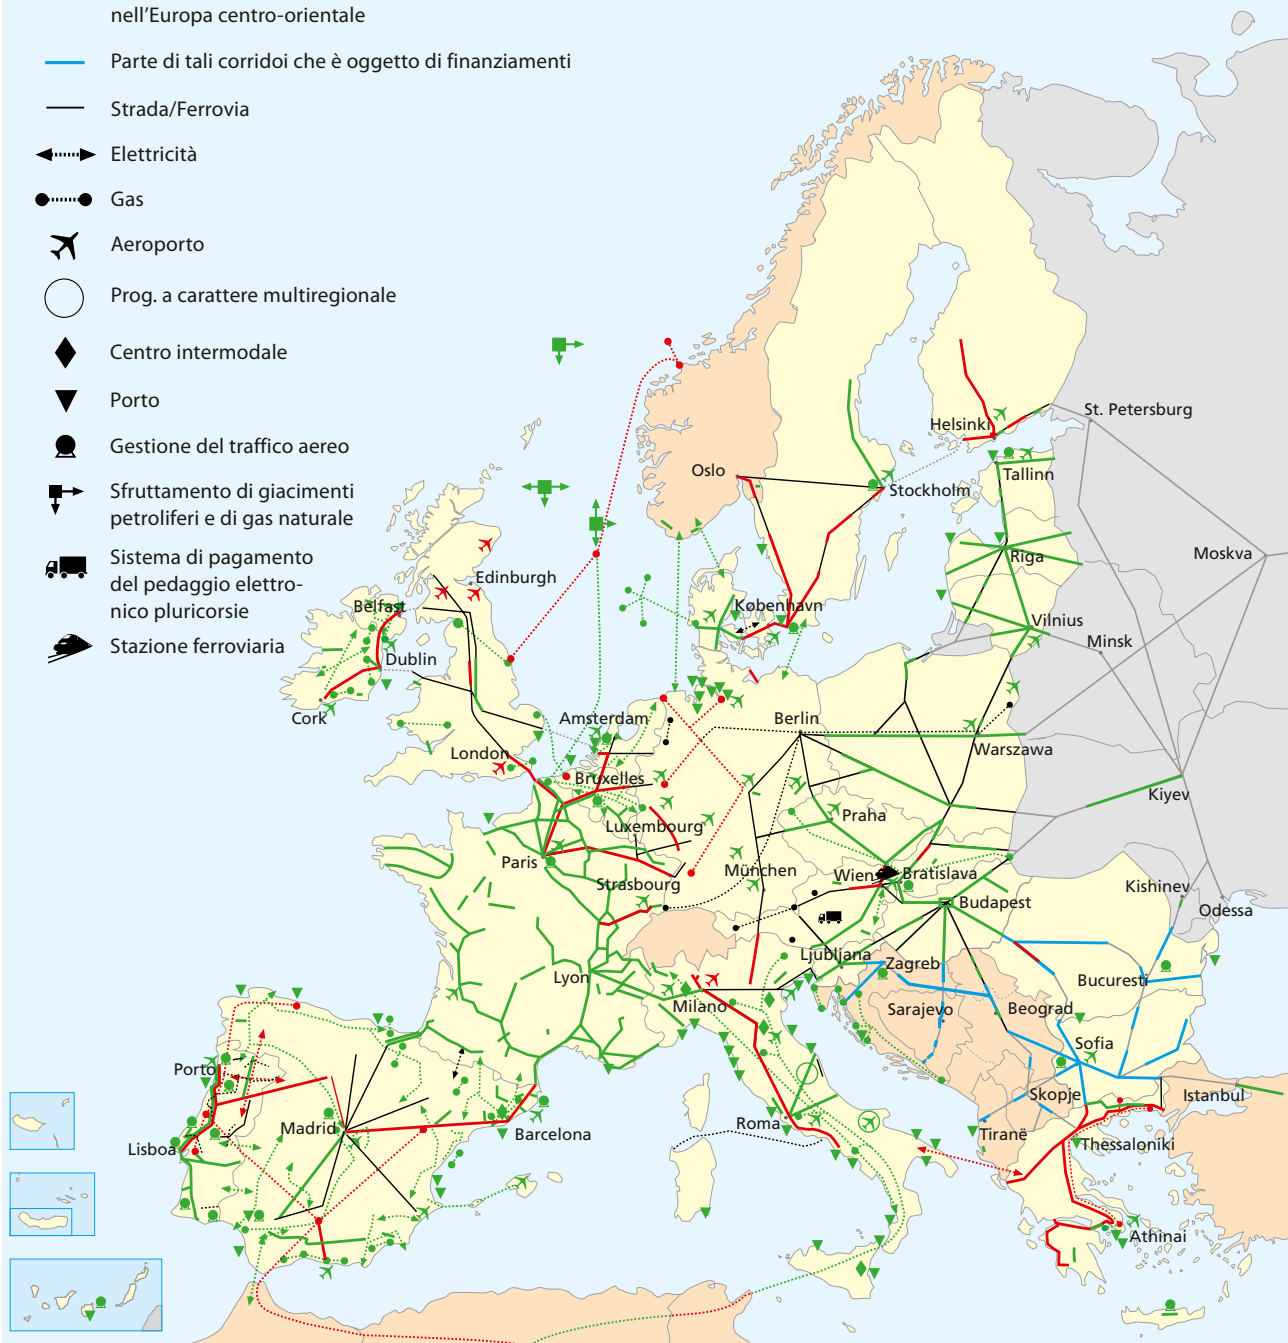 nell'Europa centro-orientale
Parte di tali corridoi che è oggetto di finanziamenti
Strada/Ferrovia
Elettricità
Gas
Aeroporto
Prog. a carattere multiregionale
Centro intermodale
Porto
Gestione del traffico aereo
Sfruttamento di giacimenti
petroliferi e di gas naturale
Sistema di pagamento
del pedaggio elettro-
nico pluricorsie
Stazione ferroviaria
St. Petersburg
Helsinki
Oslo
Tallinn
Stockholm
Moskva
Riga
Edinburgh
Belfast
København
Vilnius
Minsk
Dublin
Cork
Amsterdam
Berlin
Warszawa
London
Bruxelles
Kiyev
Praha
Luxembourg
Paris
München
Wien
Bratislava
Strasbourg
Kishinev
Budapest
Odessa
Ljubljana
Zagreb
Lyon
Bucuresti
Milano
Sarajevo
Beograd
Sofia
Porto
Skopje
Istanbul
Madrid
Roma
Barcelona
Tiranë
Thessaloniki
Lisboa
Athinai